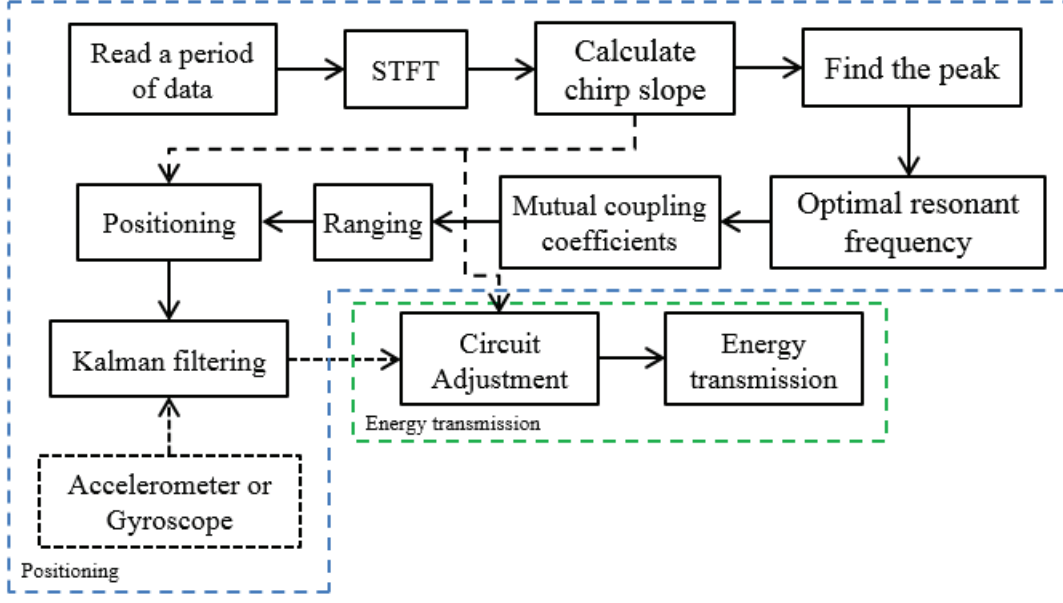 Read a period
of data
STFT
Calculate
chirp slope
Find the peak
Positioning
Ranging
Mutual coupling
coefficients
Optimal resonant
frequency
Kalman filtering
Circuit
Adjustment
Energy
transmission
Energy transmission
Accelerometer or
Gyroscope
Positioning